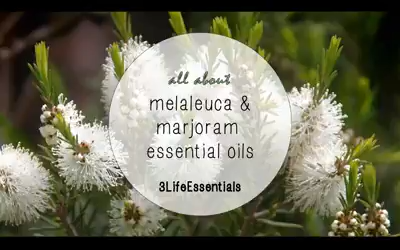 all about
melaleuca &
marjoram
essential oils
3LifeEssentials